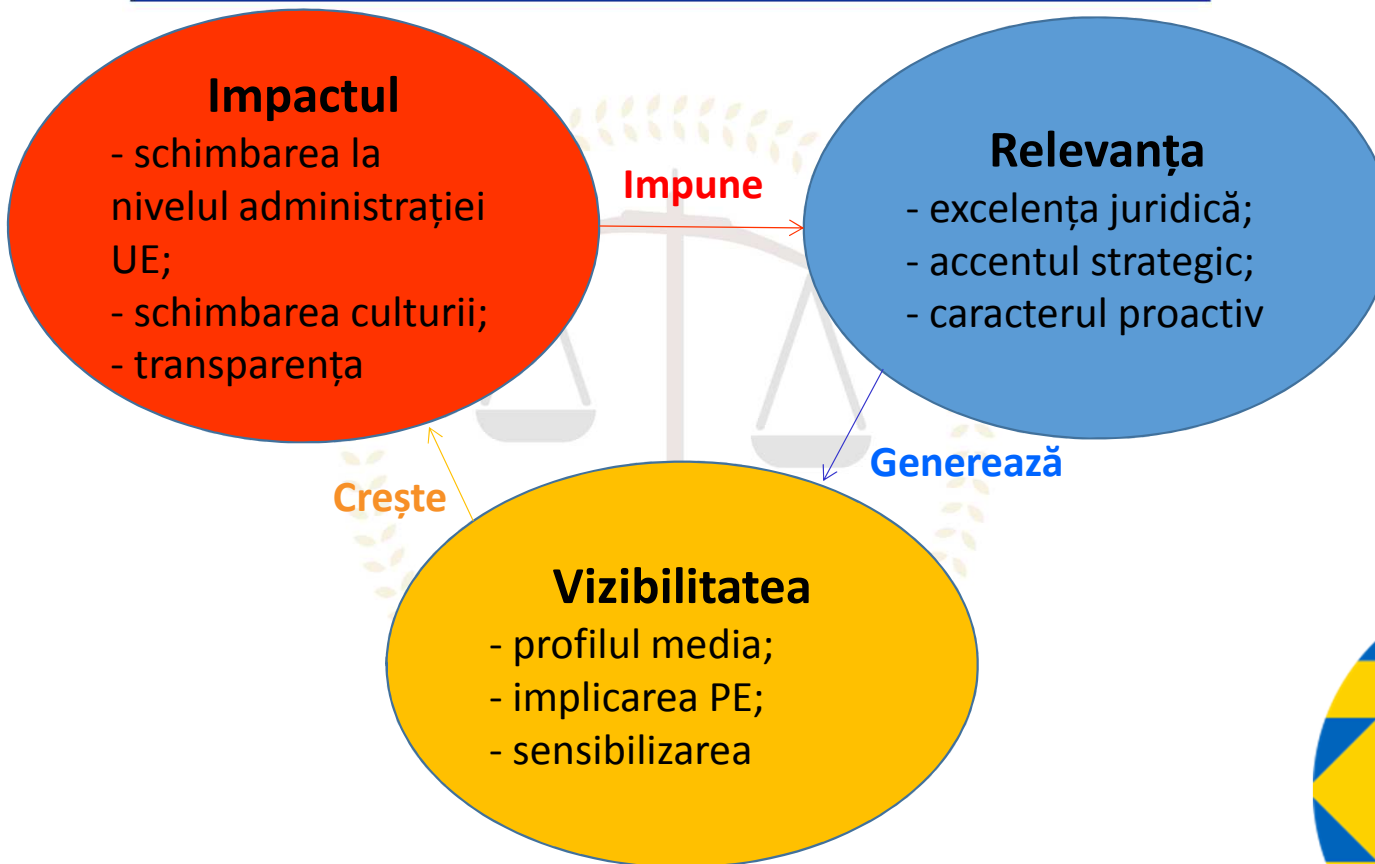 Impactul
- schimbarea la
nivelul administrației
UE;
- schimbarea culturii;
- transparența
Impune
Relevanța
- excelența juridică;
- accentul strategic;
- caracterul proactiv
Generează
Crește
Vizibilitatea
- profilul media;
- implicarea PE;
- sensibilizarea